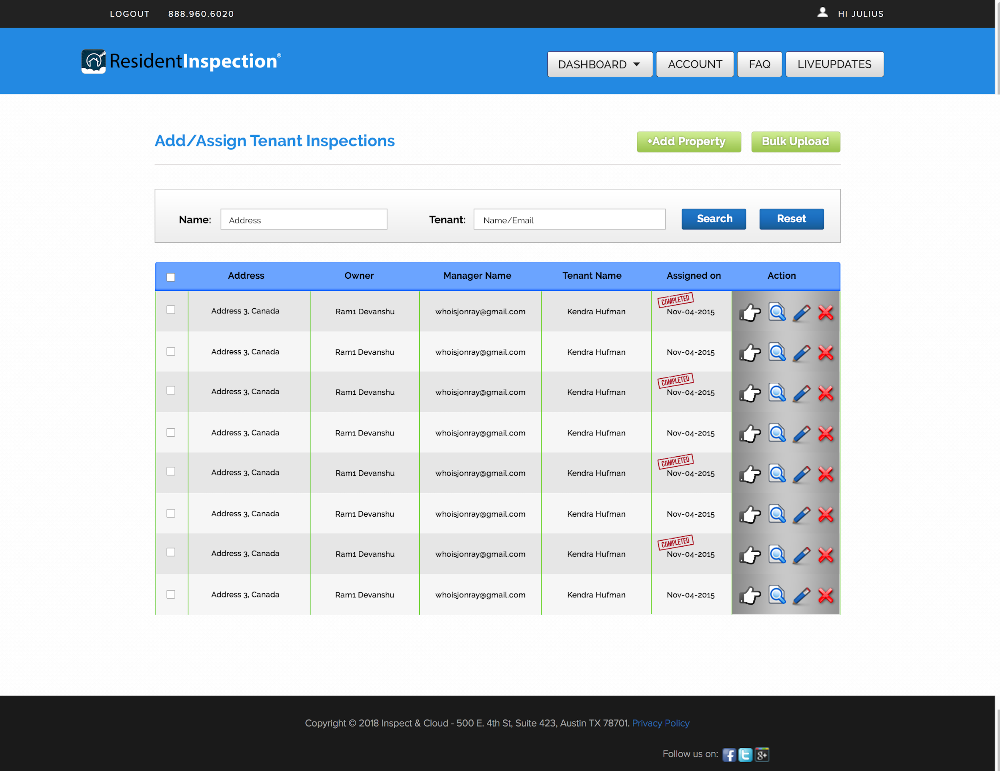 LOGOUT 888.960.6020 HI JULIUS
ResidentInspection® DASHBOARD ACCOUNT FAQ LIVEUPDATES
Add/Assign Tenant Inspections +Add Property Bulk Upload
Name: Address Tenant: Name/Email Search Reset
Address Owner Manager Name Tenant Name Assigned on Action
COMPLETED
Address 3, Canada Ram1 Devanshu whoisjonray@gmail.com Kendra Hufman Nov-04-2015
Address 3, Canada Ram1 Devanshu whoisjonray@gmail.com Kendra Hufman Nov-04-2015
COMPLETED
Address 3, Canada Ram1 Devanshu whoisjonray@gmail.com Kendra Hufman Nov-04-2015
Address 3, Canada Ram1 Devanshu whoisjonray@gmail.com Kendra Hufman Nov-04-2015
COMPLETED
Address 3, Canada Ram1 Devanshu whoisjonray@gmail.com Kendra Hufman Nov-04-2015
Address 3, Canada Ram1 Devanshu whoisjonray@gmail.com Kendra Hufman Nov-04-2015
COMPLETED
Address 3, Canada Ram1 Devanshu whoisjonray@gmail.com Kendra Hufman Nov-04-2015
Address 3, Canada Ram1 Devanshu whoisjonray@gmail.com Kendra Hufman Nov-04-2015
Copyright © 2018 Inspect & Cloud - 500 E. 4th St, Suite 423, Austin TX 78701. Privacy Policy
Follow us on: f t g+